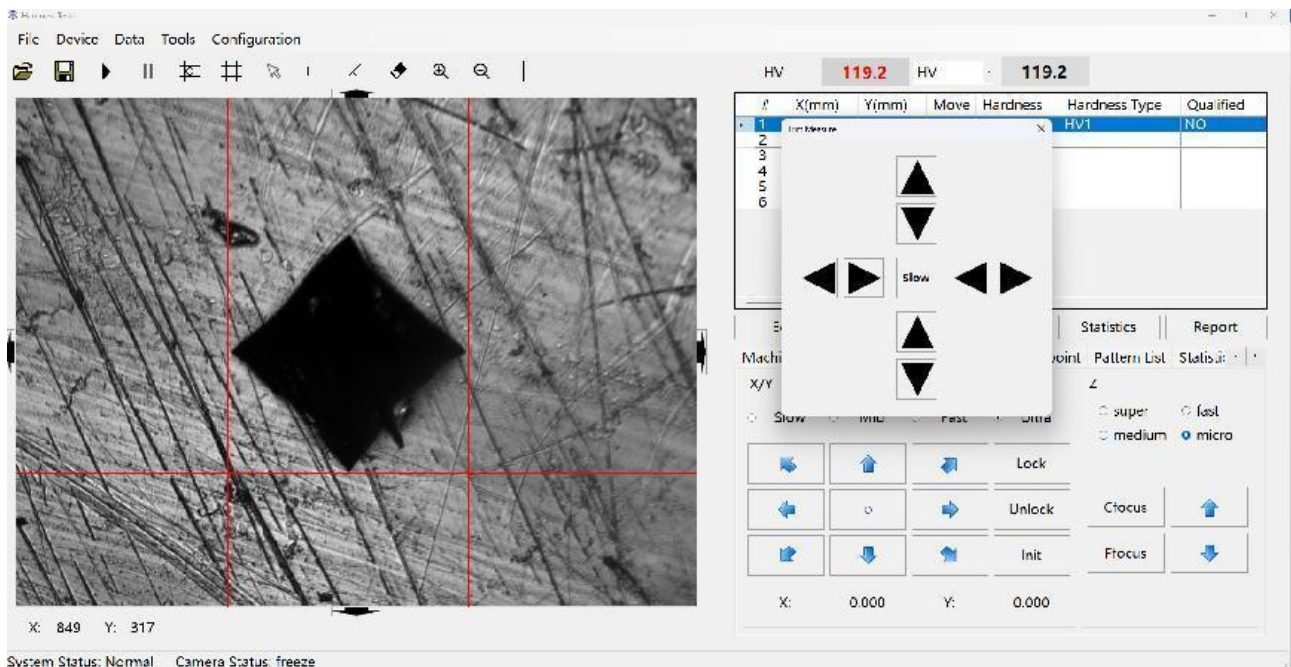 File Device Data Tools Configuration
HV 119.2 HV 119.2
# X(mm) Y(mm) Move Hardness Hardness Type Qualified
1 HV1 NO
2
3
4
5
6
Measure
Slow
Statistics Report
Pattern List
X/Y Z
Slow Fast
super fast
medium micro
Lock
Unlock Cfocus
Init Ffocus
X: 0.000 Y: 0.000
X: 849 Y: 317
System Status: Normal Camera Status: freeze